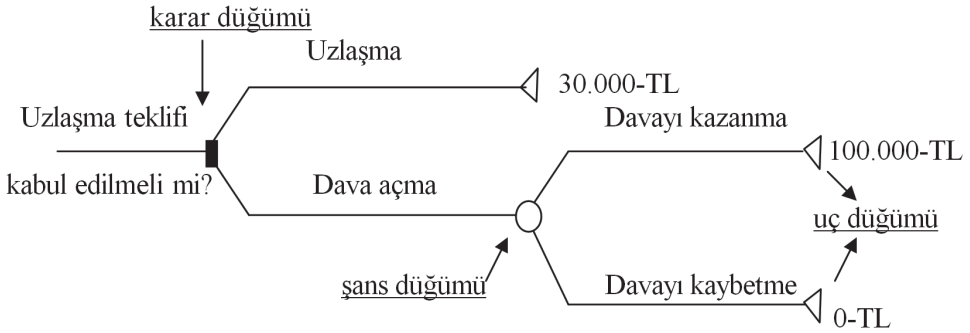 karar düğümü
Uzlaşma
30.000-TL
Uzlaşma teklifi
kabul edilmeli mi?
Davayı kazanma
100.000-TL
Dava açma
uç düğümü
şans düğümü
Davayı kaybetme
0-TL